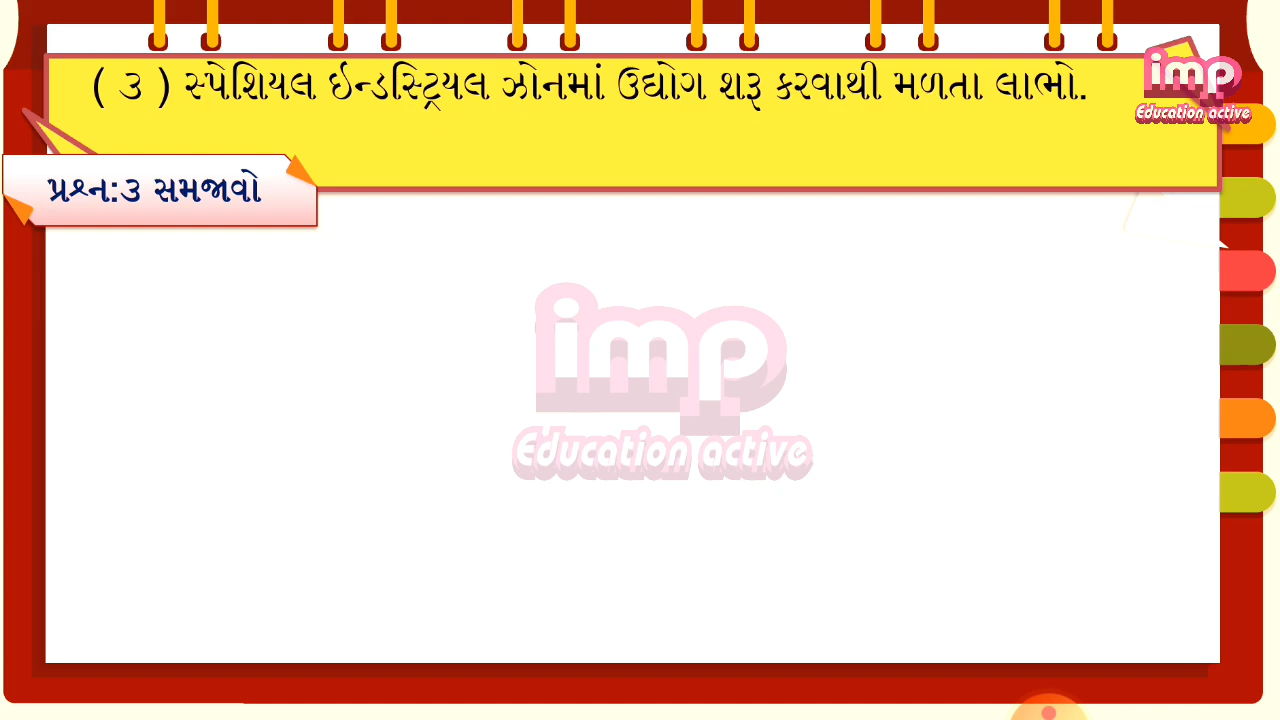 ( ૩ ) સ્પેશિયલ ઈન્ડસ્ટ્રિયલ ઝોનમાં ઉદ્યોગ શરૂ કરવાથી મળતા લાભો.
imp
Education active
પ્રશ્ન:૩ સમજાવો
imp
Education active